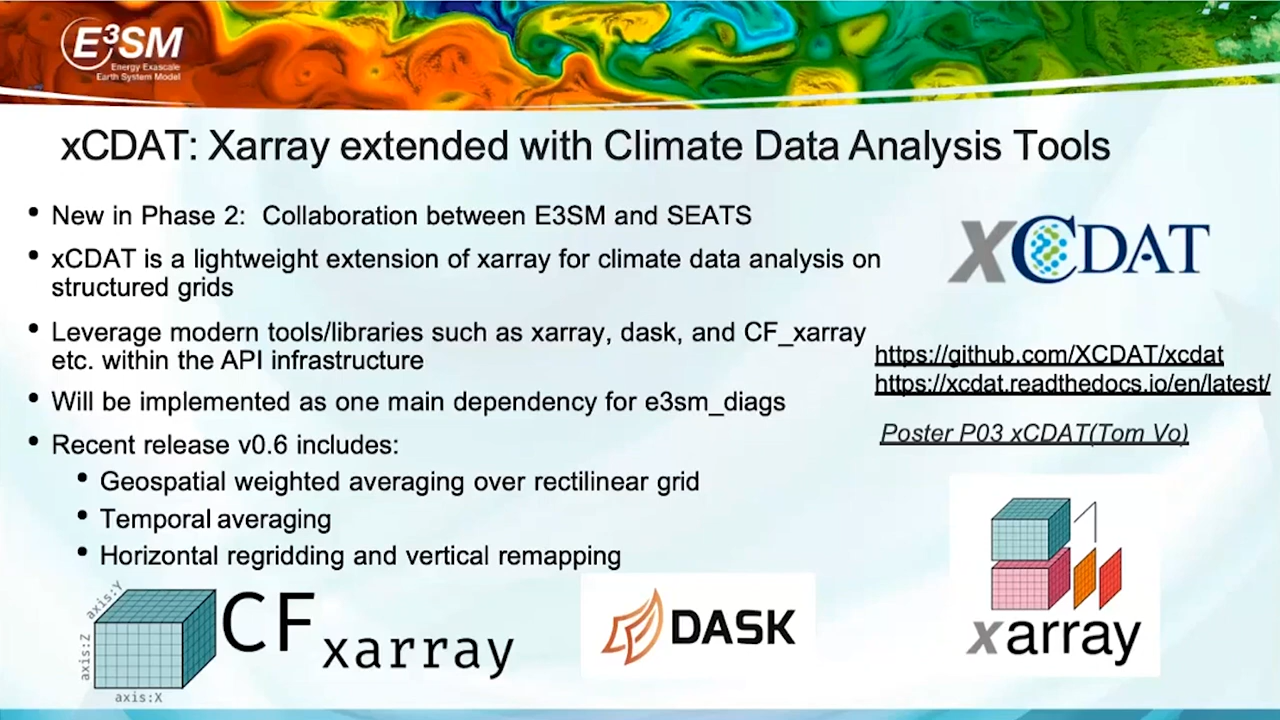 E³SM
Energy Exascale
Earth System Model
xCDAT: Xarray extended with Climate Data Analysis Tools
• New in Phase 2:  Collaboration between E3SM and SEATS
• xCDAT is a lightweight extension of xarray for climate data analysis on
structured grids
• Leverage modern tools/libraries such as xarray, dask, and CF_xarray
etc. within the API infrastructure
• Will be implemented as one main dependency for e3sm_diags
• Recent release v0.6 includes:
• Geospatial weighted averaging over rectilinear grid
• Temporal averaging
• Horizontal regridding and vertical remapping
xCDAT
https://github.com/XCDAT/xcdat
https://xcdat.readthedocs.io/en/latest/
Poster P03 xCDAT(Tom Vo)
axis:Y
axis:Z
axis:X
CF
xarray
DASK
xarray